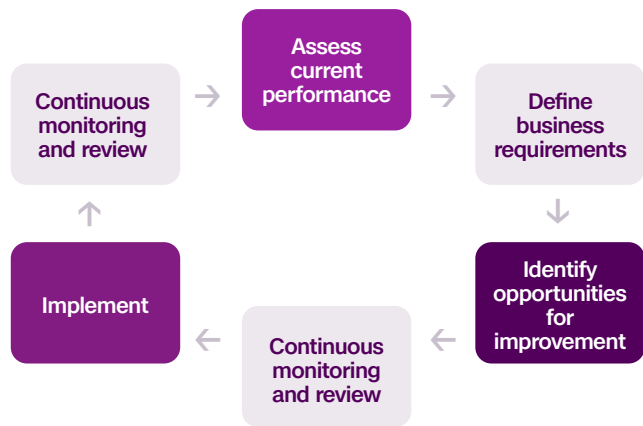 Assess
current
performance
Define
business
requirements
Identify
opportunities
for
improvement
Continuous
monitoring
and review
Implement
Continuous
monitoring
and review